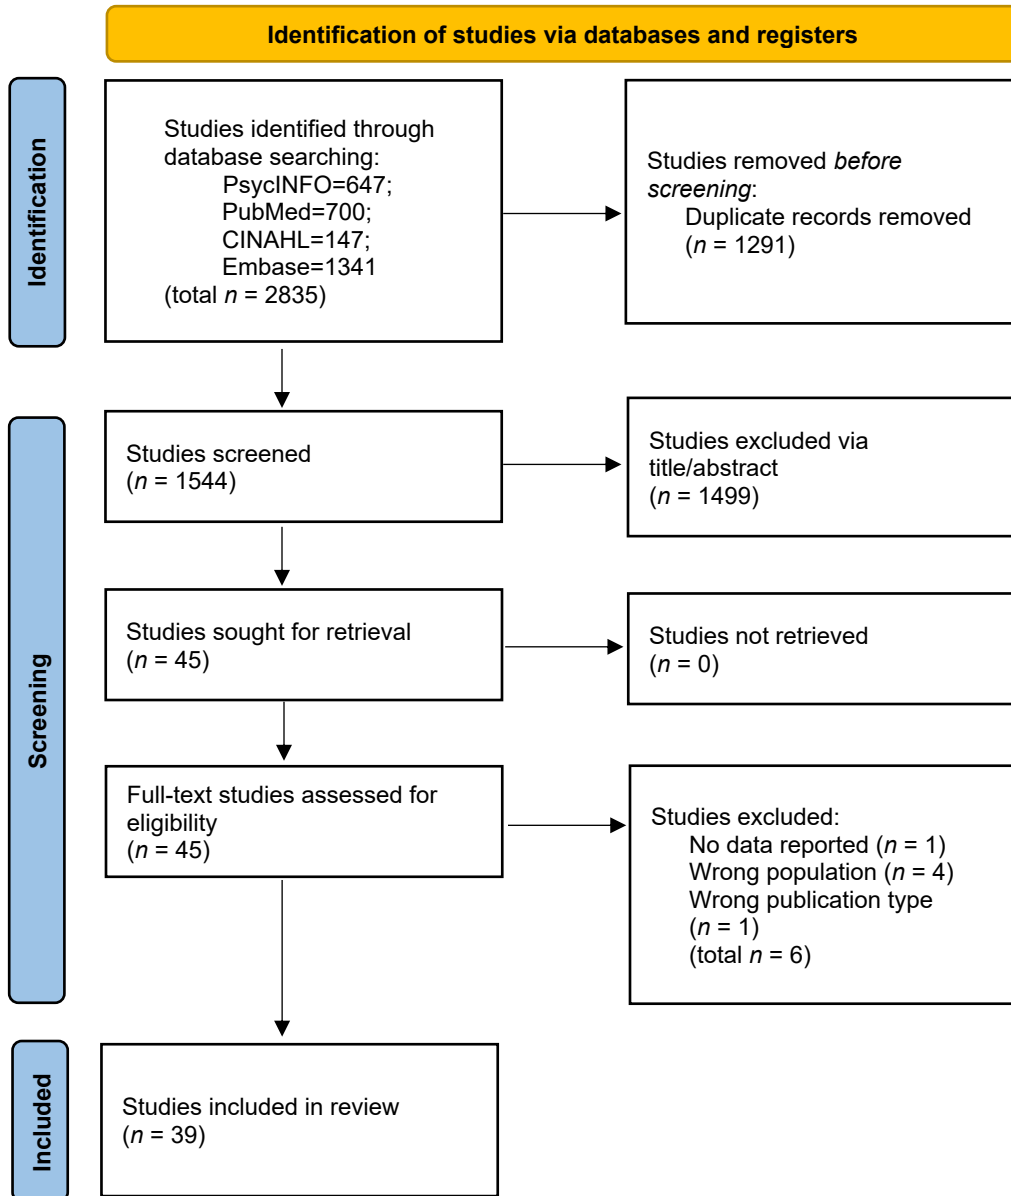 Identification of studies via databases and registers
Identification
Studies identified through
database searching:
PsycINFO=647;
PubMed=700;
CINAHL=147;
Embase=1341
(total n = 2835)
Studies removed before
screening:
Duplicate records removed
(n = 1291)
Screening
Studies screened
(n = 1544)
Studies excluded via
title/abstract
(n = 1499)
Studies sought for retrieval
(n = 45)
Studies not retrieved
(n = 0)
Full-text studies assessed for
eligibility
(n = 45)
Studies excluded:
No data reported (n = 1)
Wrong population (n = 4)
Wrong publication type
(n = 1)
(total n = 6)
Included
Studies included in review
(n = 39)